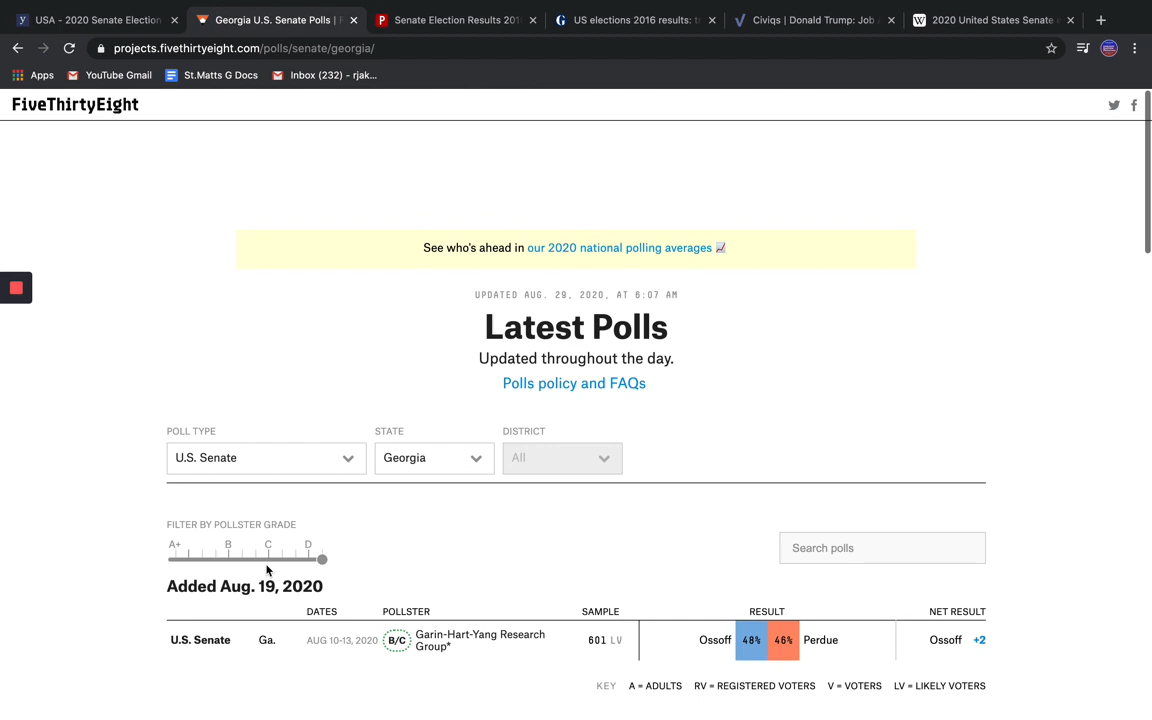 USA - 2020 Senate Election
Georgia U.S. Senate Polls | F
Senate Election Results 201
US elections 2016 results: t
Civiqs | Donald Trump: Job
2020 United States Senate
projects.fivethirtyeight.com/polls/senate/georgia/
Apps YouTube Gmail St.Matts G Docs Inbox (232) - rjak...
FiveThirtyEight
See who's ahead in our 2020 national polling averages
UPDATED AUG. 29, 2020, AT 6:07 AM
Latest Polls
Updated throughout the day.
Polls policy and FAQs
POLL TYPE STATE DISTRICT
U.S. Senate Georgia All
FILTER BY POLLSTER GRADE
A+ B C D
Search polls
Added Aug. 19, 2020
DATES POLLSTER SAMPLE RESULT NET RESULT
U.S. Senate Ga. AUG 10-13, 2020 B/C Garin-Hart-Yang Research Group* 601 LV Ossoff 48% 46% Perdue Ossoff +2
KEY A = ADULTS RV = REGISTERED VOTERS V = VOTERS LV = LIKELY VOTERS